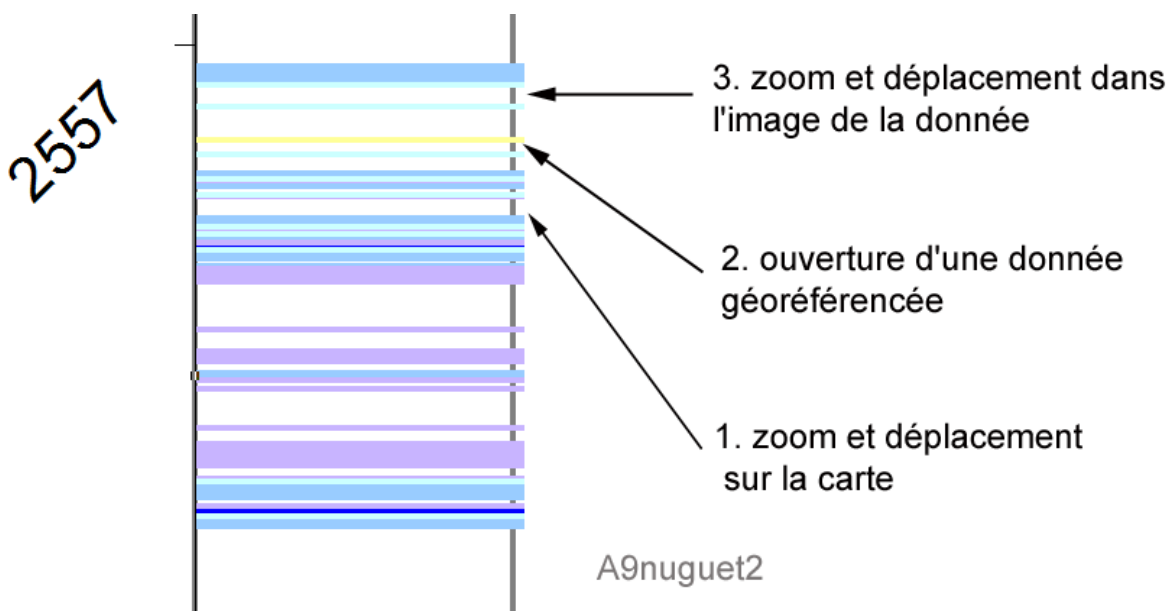 2557
3. zoom et déplacement dans
l'image de la donnée
2. ouverture d'une donnée
géoréférencée
1. zoom et déplacement
sur la carte
A9nuguet2